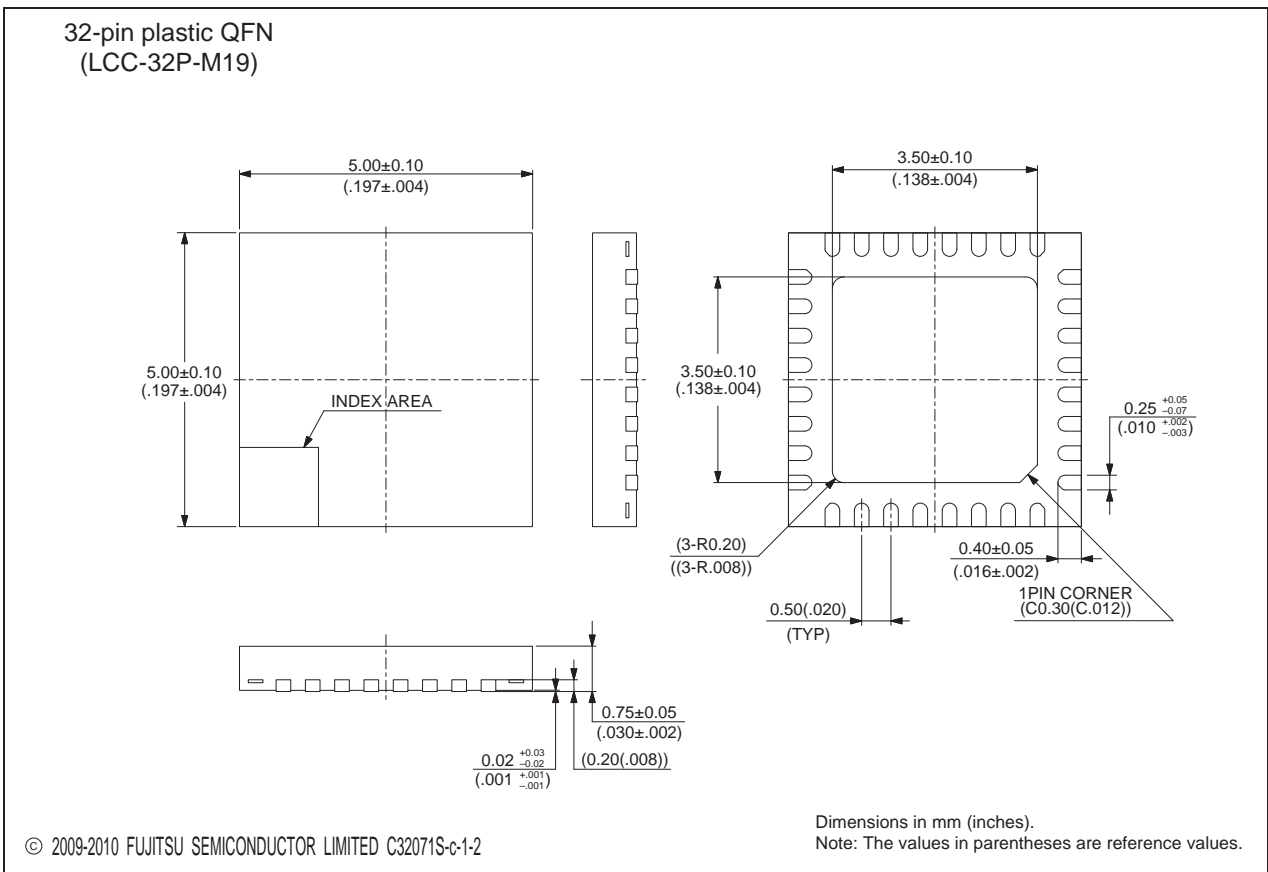 32-pin plastic QFN
(LCC-32P-M19)
5.00±0.10
(.197±.004)
3.50±0.10
(.138±.004)
5.00±0.10
(.197±.004)
INDEX AREA
3.50±0.10
(.138±.004)
0.25 +0.05 −0.07
(.010 +.002 −.003)
(3-R0.20)
((3-R.008))
0.50(.020)
(TYP)
0.40±0.05
(.016±.002)
1PIN CORNER
(C0.30(C.012))
0.75±0.05
(.030±.002)
0.02 +0.03 −0.02
(.001 +.001 −.001)
(0.20(.008))
© 2009-2010 FUJITSU SEMICONDUCTOR LIMITED C32071S-c-1-2
Dimensions in mm (inches).
Note: The values in parentheses are reference values.